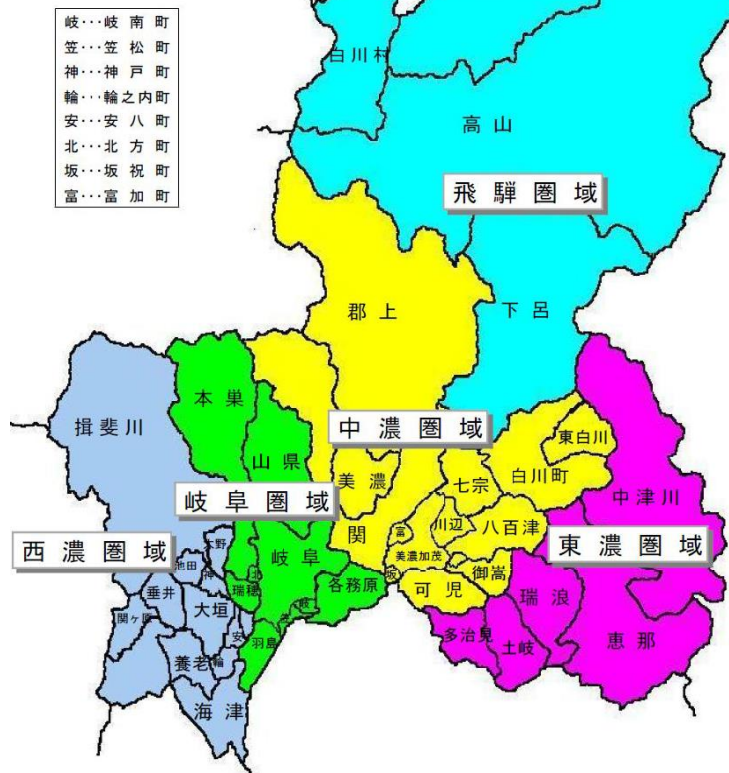 岐･･･岐南町
笠･･･笠松町
神･･･神戸町
輪･･･輪之内町
安･･･安八町
北･･･北方町
坂･･･坂祝町
富･･･富加町
白川村
高山
飛騨圏域
郡上
下呂
本巣
揖斐川
中濃圏域
東白川
山県
美濃
七宗
白川町
中津川
岐阜圏域
関
富
川辺
八百津
西濃圏域
大野
東濃圏域
池田
神
北
岐阜
美濃加茂
坂
御嵩
垂井
瑞穂
各務原
可児
瑞浪
関ヶ原
大垣
岐
笠
安
羽島
多治見
土岐
恵那
養老
輪
海津